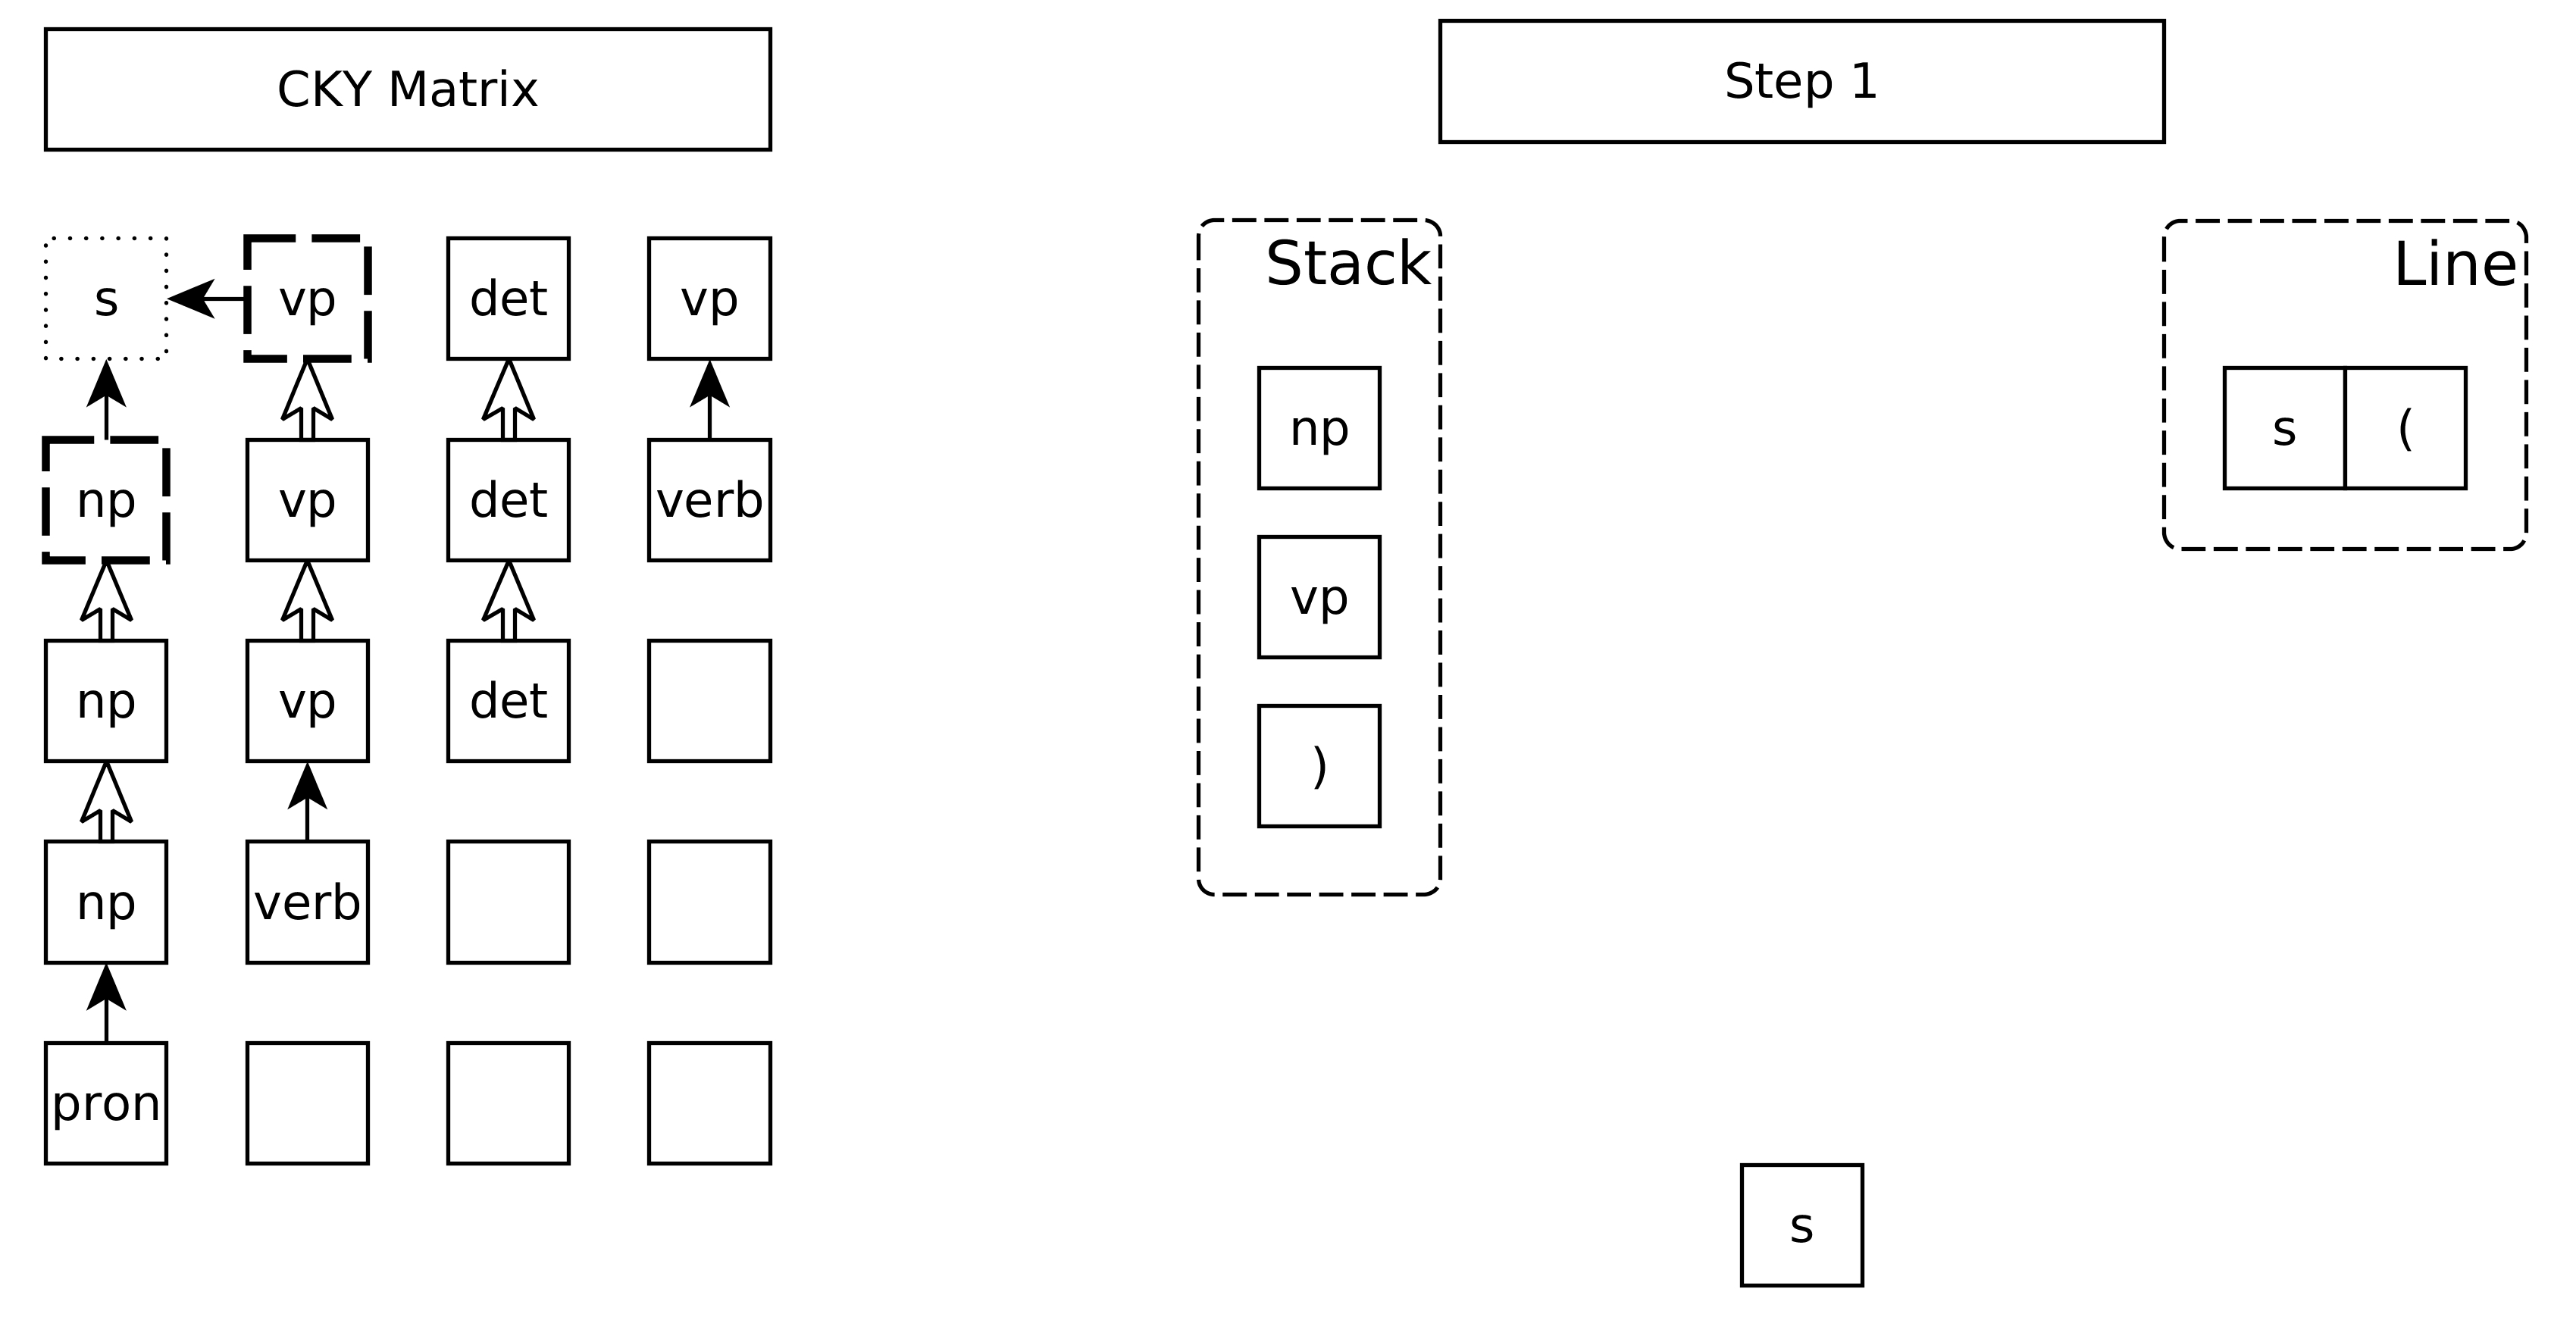 CKY Matrix
Step 1
Stack
Line
s vp det vp
np vp det verb
np vp det
np verb
pron
np
vp
)
s (
s